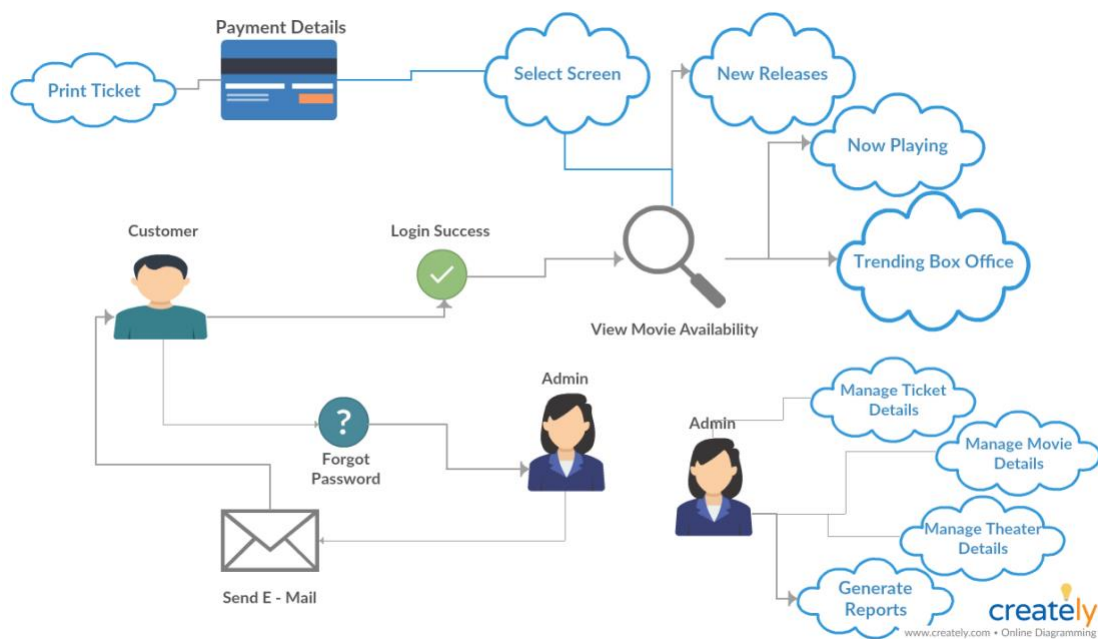 Payment Details
Print Ticket
Select Screen
New Releases
Now Playing
Customer
Login Success
Trending Box Office
View Movie Availability
Admin
Manage Ticket
Details
?
Forgot
Password
Admin
Manage Movie
Details
Manage Theater
Details
Send E - Mail
Generate
Reports
creately
www.creately.com • Online Diagramming